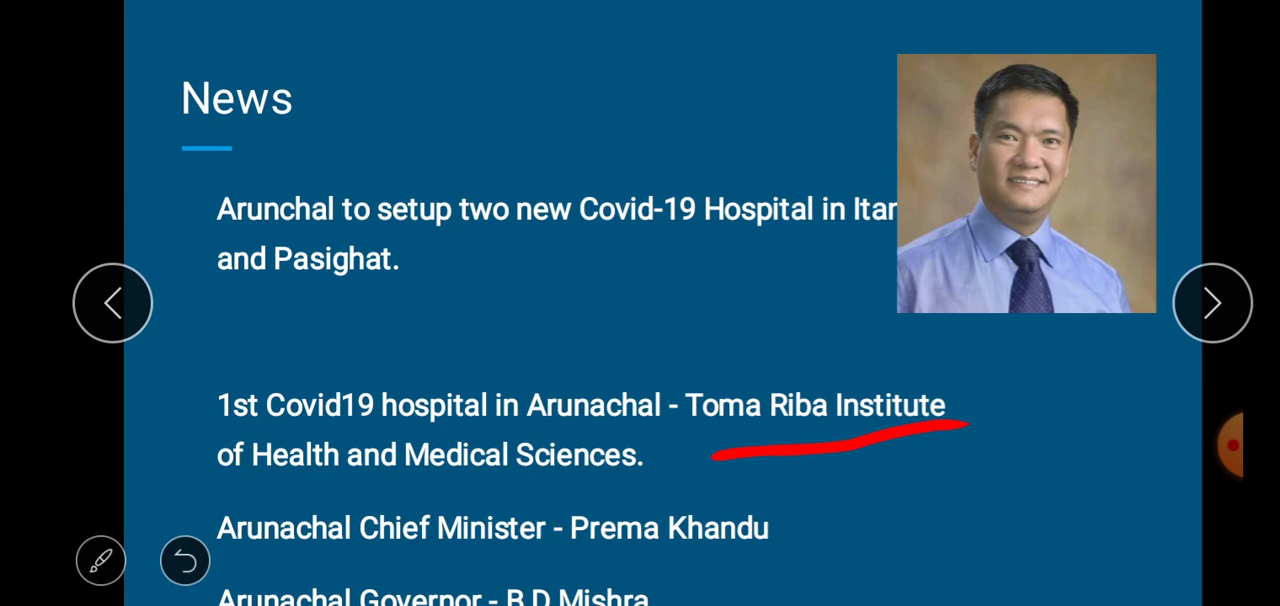 News
Arunchal to setup two new Covid-19 Hospital in Itar
and Pasighat.
1st Covid19 hospital in Arunachal - Toma Riba Institute
of Health and Medical Sciences.
Arunachal Chief Minister - Prema Khandu
Arunachal Governor - B.D Mishra